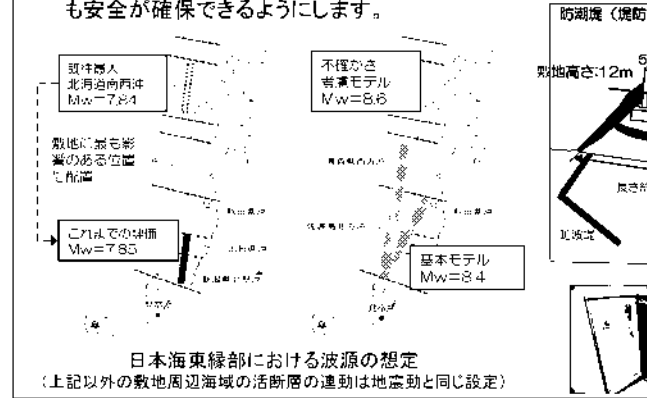 も安全が確保できるようにします。
既往最大
北海道南西沖
Mw=7.84
敷地に最も影
響のある位置
に配置
これまでの評価
Mw=7.85
不確かさ
考慮モデル
Mw=8.6
基本モデル
Mw=8.4
日本海東縁部における波源の想定
(上記以外の敷地周辺海域の活断層の連動は地震動と同じ設定)
防潮堤(堤防
敷地高さ:12m